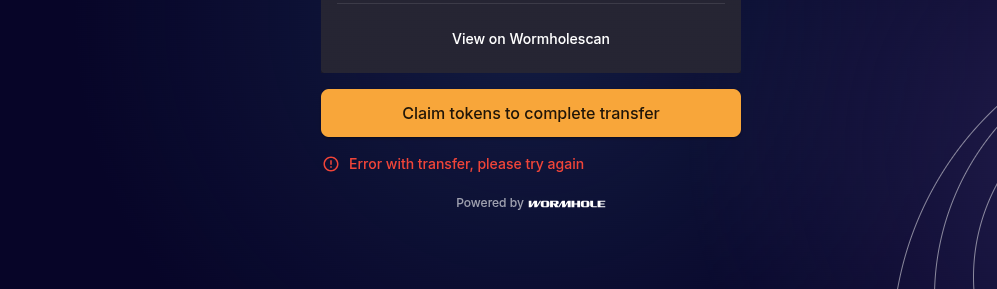 View on Wormholescan
Claim tokens to complete transfer
Error with transfer, please try again
Powered by WORMHOLE